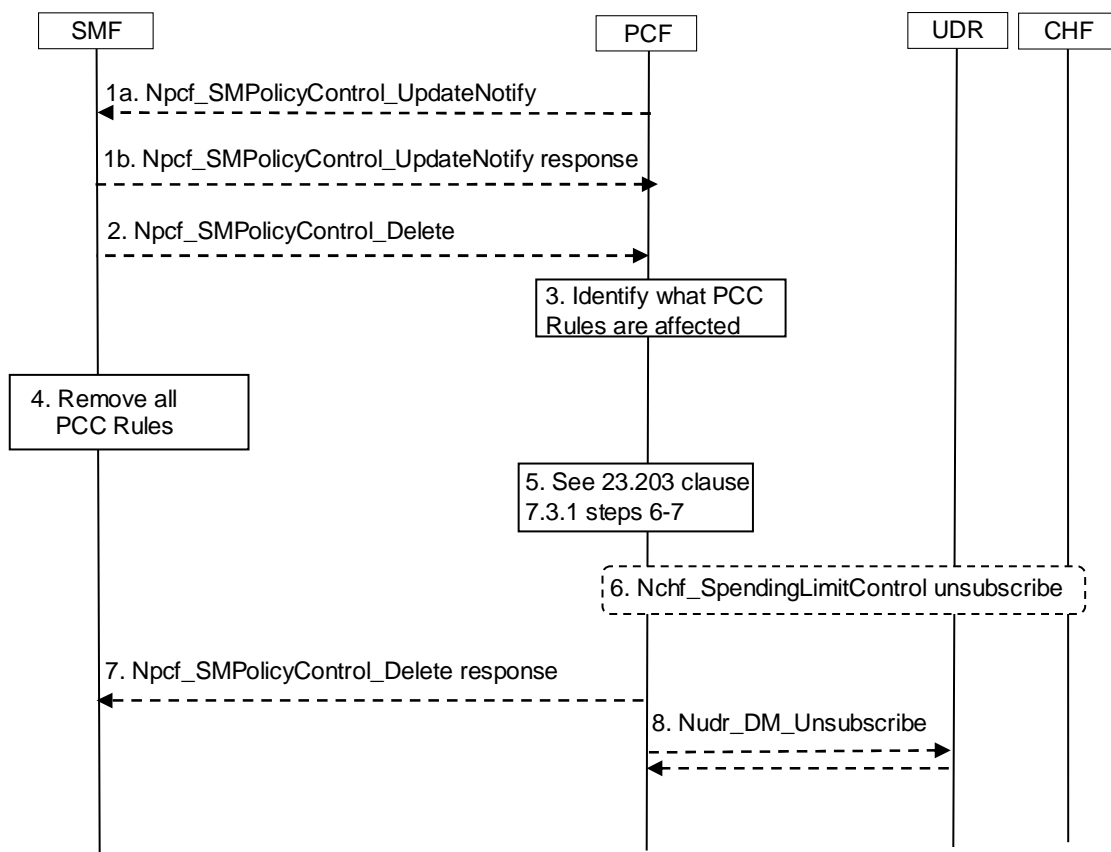 SMF
PCF
UDR
CHF
1a. Npcf_SMPolicyControl_UpdateNotify
1b. Npcf_SMPolicyControl_UpdateNotify response
2. Npcf_SMPolicyControl_Delete
3. Identify what PCC
Rules are affected
4. Remove all
PCC Rules
5. See 23.203 clause
7.3.1 steps 6-7
6. Nchf_SpendingLimitControl unsubscribe
7. Npcf_SMPolicyControl_Delete response
8. Nudr_DM_Unsubscribe